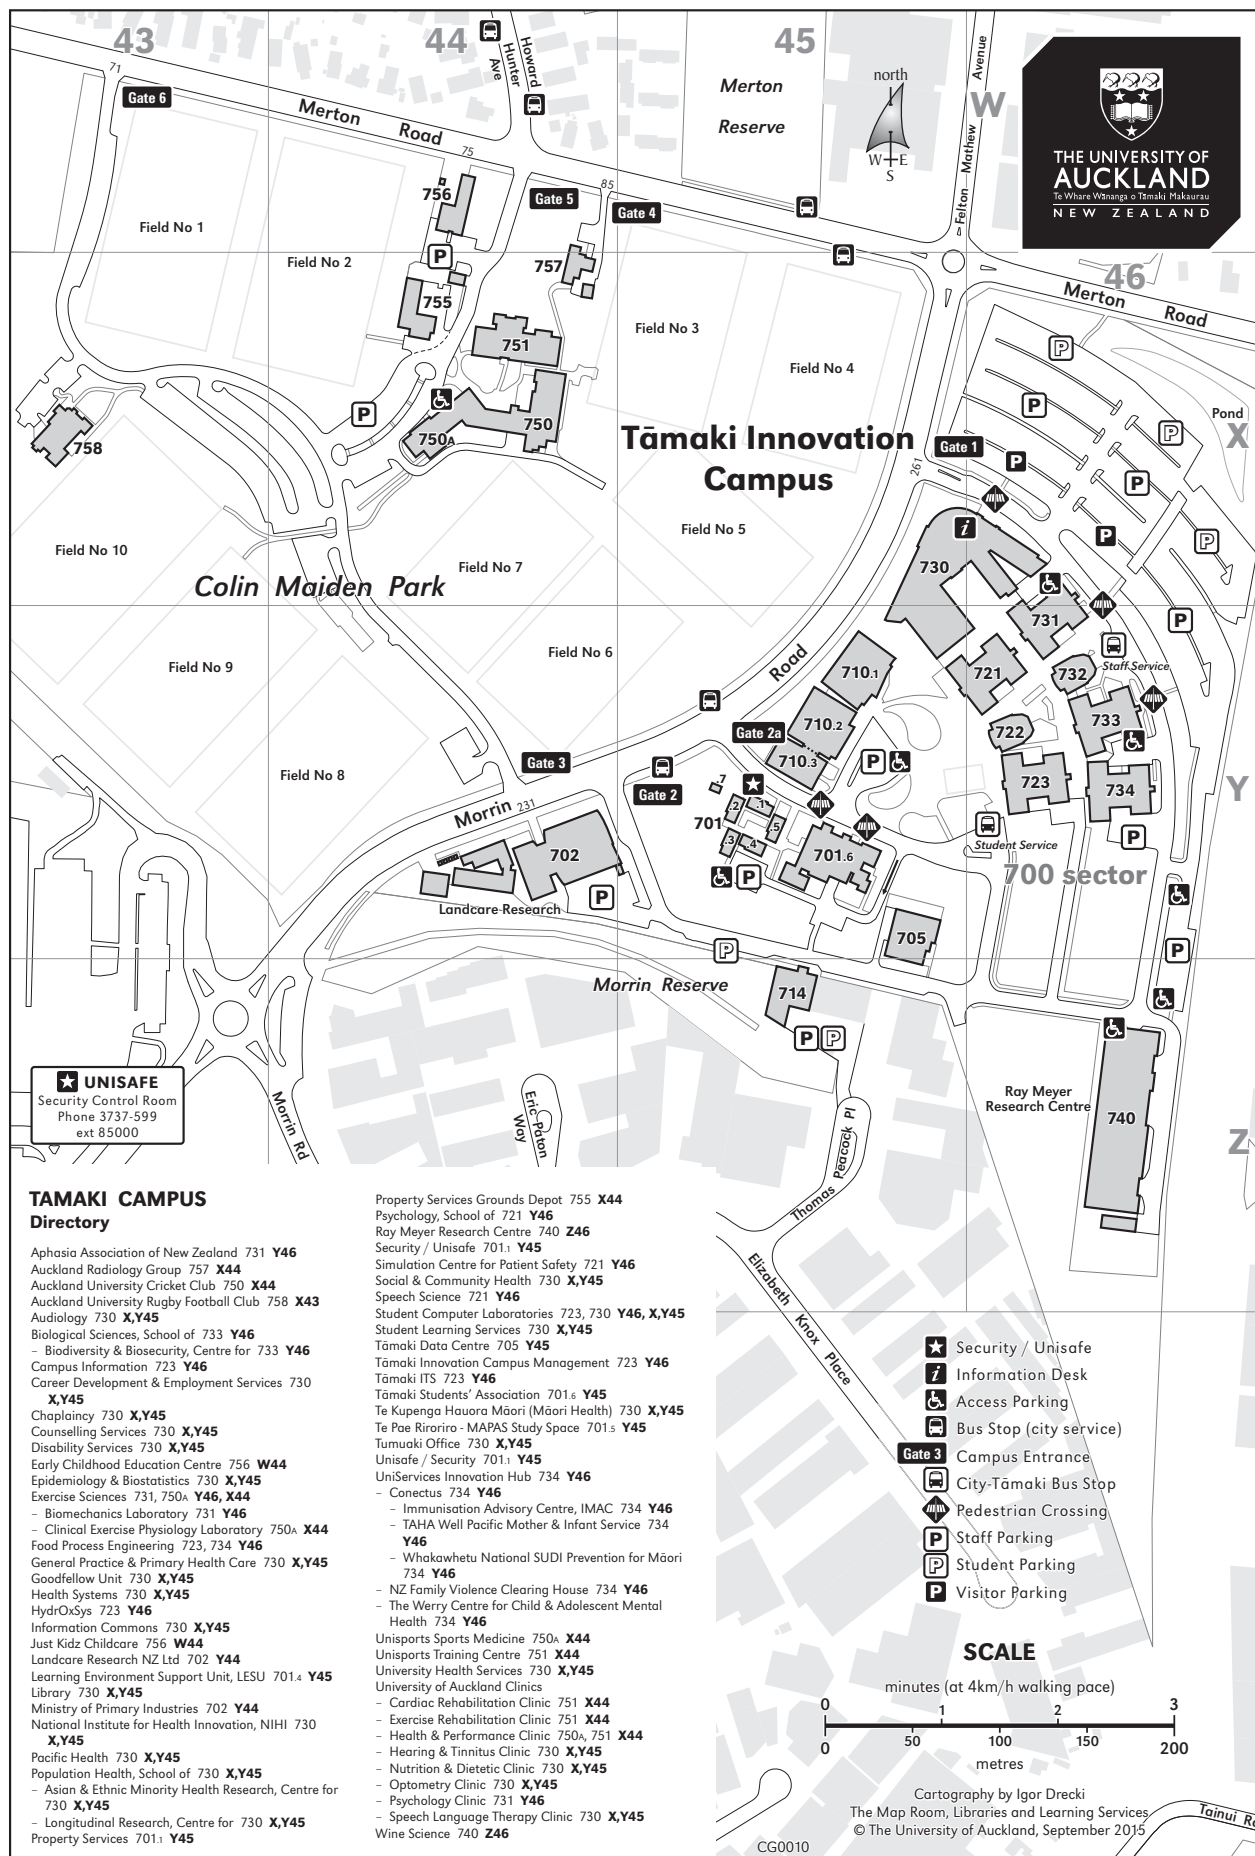 43
44
45
W
46
X
Y
Z
71
Gate 6
Merton Road
75
Howard
Hunter
Ave
Merton
Reserve
north
W E
S
Felton Mathew Avenue
THE UNIVERSITY OF
AUCKLAND
Te Whare Wānanga o Tāmaki Makaurau
NEW ZEALAND
756
Gate 5
85
Gate 4
Field No 1
Field No 2
P
757
755
751
Field No 3
Field No 4
Merton Road
P
P
P
P
P
P
P
P
P
Pond
758
P
750A
750
Tāmaki Innovation
Campus
Gate 1
261
i
Field No 10
Field No 5
Field No 7
Colin Maiden Park
730
731
Field No 9
Field No 6
Road
710.1
721
732
Staff Service
710.2
722
733
Gate 2a
710.3
P
Field No 8
Gate 3
Gate 2
Morrin 231
.7
.2
.1
701
.5
.3
.4
701.6
723
734
Student Service
P
700 sector
702
P
P
Landcare Research
705
P
P
Morrin Reserve
714
P P
UNISAFE
Security Control Room
Phone 3737-599
ext 85000
Morrin Rd
Eric Paton
Way
Thomas Peacock Pl
Ray Meyer
Research Centre
740
Elizabeth Knox Place
TAMAKI CAMPUS
Directory
Aphasia Association of New Zealand 731 Y46
Auckland Radiology Group 757 X44
Auckland University Cricket Club 750 X44
Auckland University Rugby Football Club 758 X43
Audiology 730 X,Y45
Biological Sciences, School of 733 Y46
– Biodiversity & Biosecurity, Centre for 733 Y46
Campus Information 723 Y46
Career Development & Employment Services 730
X,Y45
Chaplaincy 730 X,Y45
Counselling Services 730 X,Y45
Disability Services 730 X,Y45
Early Childhood Education Centre 756 W44
Epidemiology & Biostatistics 730 X,Y45
Exercise Sciences 731, 750A Y46, X44
– Biomechanics Laboratory 731 Y46
– Clinical Exercise Physiology Laboratory 750A X44
Food Process Engineering 723, 734 Y46
General Practice & Primary Health Care 730 X,Y45
Goodfellow Unit 730 X,Y45
Health Systems 730 X,Y45
HydrOxSys 723 Y46
Information Commons 730 X,Y45
Just Kidz Childcare 756 W44
Landcare Research NZ Ltd 702 Y44
Learning Environment Support Unit, LESU 701.4 Y45
Library 730 X,Y45
Ministry of Primary Industries 702 Y44
National Institute for Health Innovation, NIHI 730
X,Y45
Pacific Health 730 X,Y45
Population Health, School of 730 X,Y45
– Asian & Ethnic Minority Health Research, Centre for
730 X,Y45
– Longitudinal Research, Centre for 730 X,Y45
Property Services 701.1 Y45
Property Services Grounds Depot 755 X44
Psychology, School of 721 Y46
Ray Meyer Research Centre 740 Z46
Security / Unisafe 701.1 Y45
Simulation Centre for Patient Safety 721 Y46
Social & Community Health 730 X,Y45
Speech Science 721 Y46
Student Computer Laboratories 723, 730 Y46, X,Y45
Student Learning Services 730 X,Y45
Tāmaki Data Centre 705 Y45
Tāmaki Innovation Campus Management 723 Y46
Tāmaki ITS 723 Y46
Tāmaki Students' Association 701.6 Y45
Te Kupenga Hauora Māori (Māori Health) 730 X,Y45
Te Pae Riroriro - MAPAS Study Space 701.5 Y45
Tumuaki Office 730 X,Y45
Unisafe / Security 701.1 Y45
UniServices Innovation Hub 734 Y46
– Conectus 734 Y46
– Immunisation Advisory Centre, IMAC 734 Y46
– TAHA Well Pacific Mother & Infant Service 734
Y46
– Whakawhetu National SUDI Prevention for Māori
734 Y46
– NZ Family Violence Clearing House 734 Y46
– The Werry Centre for Child & Adolescent Mental
Health 734 Y46
Unisports Sports Medicine 750A X44
Unisports Training Centre 751 X44
University Health Services 730 X,Y45
University of Auckland Clinics
– Cardiac Rehabilitation Clinic 751 X44
– Exercise Rehabilitation Clinic 751 X44
– Health & Performance Clinic 750A, 751 X44
– Hearing & Tinnitus Clinic 730 X,Y45
– Nutrition & Dietetic Clinic 730 X,Y45
– Optometry Clinic 730 X,Y45
– Psychology Clinic 731 Y46
– Speech Language Therapy Clinic 730 X,Y45
Wine Science 740 Z46
Security / Unisafe
i Information Desk
Access Parking
Bus Stop (city service)
Gate 3 Campus Entrance
City-Tāmaki Bus Stop
Pedestrian Crossing
P Staff Parking
P Student Parking
P Visitor Parking
SCALE
minutes (at 4km/h walking pace)
0 1 2 3
0 50 100 150 200
metres
Cartography by Igor Drecki
The Map Room, Libraries and Learning Services
© The University of Auckland, September 2015
CG0010
Tainui